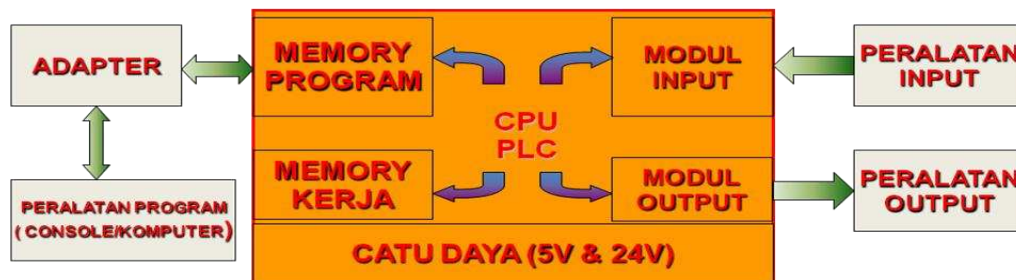 ADAPTER
PERALATAN PROGRAM
( CONSOLE/KOMPUTER)
MEMORY
PROGRAM
MEMORY
KERJA
CPU
PLC
MODUL
INPUT
MODUL
OUTPUT
CATU DAYA (5V & 24V)
PERALATAN
INPUT
PERALATAN
OUTPUT